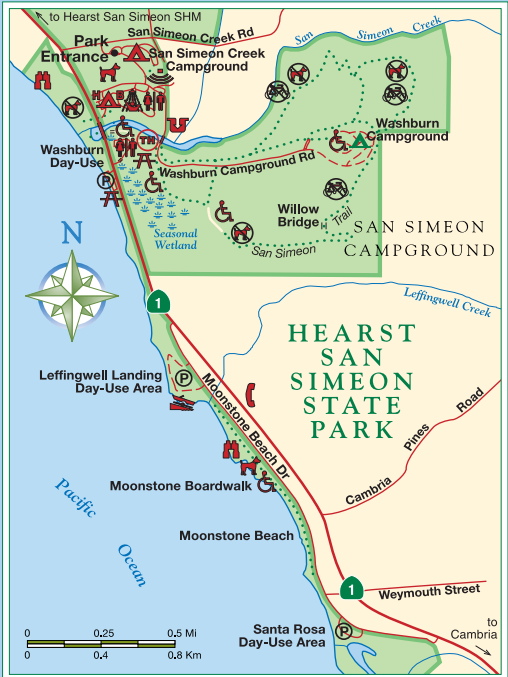 to Hearst San Simeon SHM
San Simeon Creek Rd
San Simeon Creek
Park
Entrance
San Simeon Creek
Campground
H
B
TH
Washburn
Campground
Washburn
Day-Use
P
Washburn Campground Rd
Willow
Bridge
San Simeon Trail
SAN SIMEON
CAMPGROUND
Seasonal
Wetland
N
1
Leffingwell Creek
HEARST
SAN
SIMEON
STATE
PARK
Leffingwell Landing
Day-Use Area
P
Moonstone Beach Dr
Cambria Pines Road
Moonstone Boardwalk
Pacific
Ocean
Moonstone Beach
1
Weymouth Street
Santa Rosa
Day-Use Area
P
to
Cambria
0 0.25 0.5 Mi
0 0.4 0.8 Km